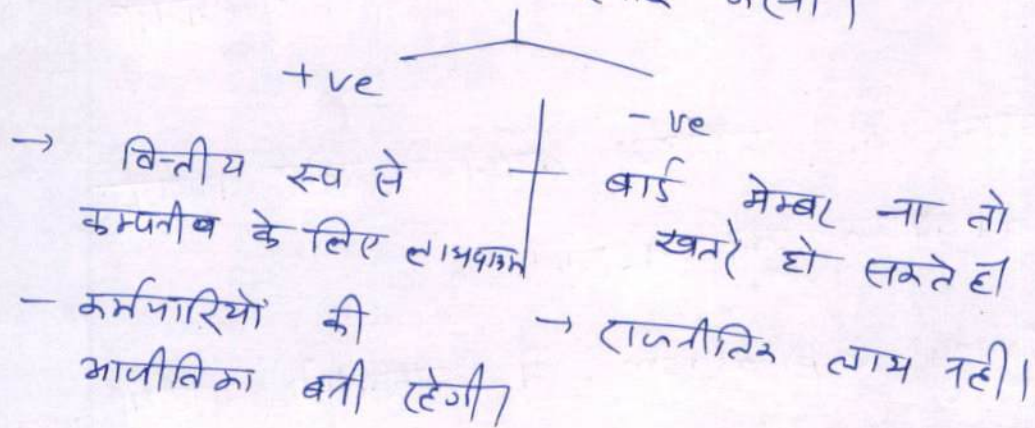 +ve
- ve
→ वित्तीय रूप से
कम्पनीब के लिए लाभदायक
- कर्मचारियों की
आजीविका बनी रहेगी।
बार्ड मेम्बर ना तो
खतरे हो सकते हैं
→ राजनीतिक लाभ नही।